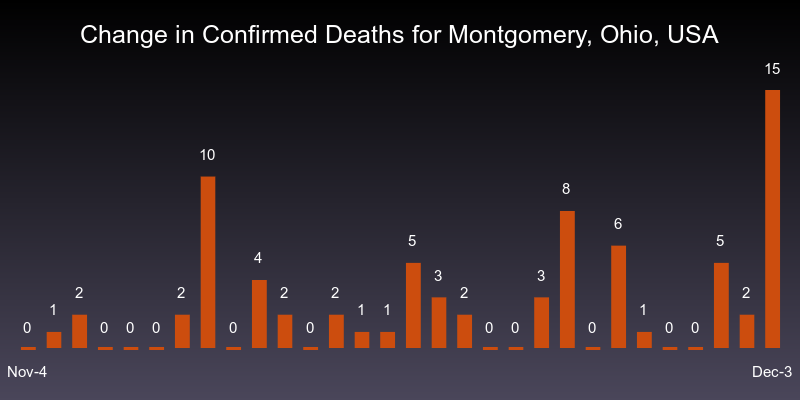 Change in Confirmed Deaths for Montgomery, Ohio, USA
0 1 2 0 0 0 2 10 0 4 2 0 2 1 1 5 3 2 0 0 3 8 0 6 1 0 0 5 2 15
Nov-4 Dec-3